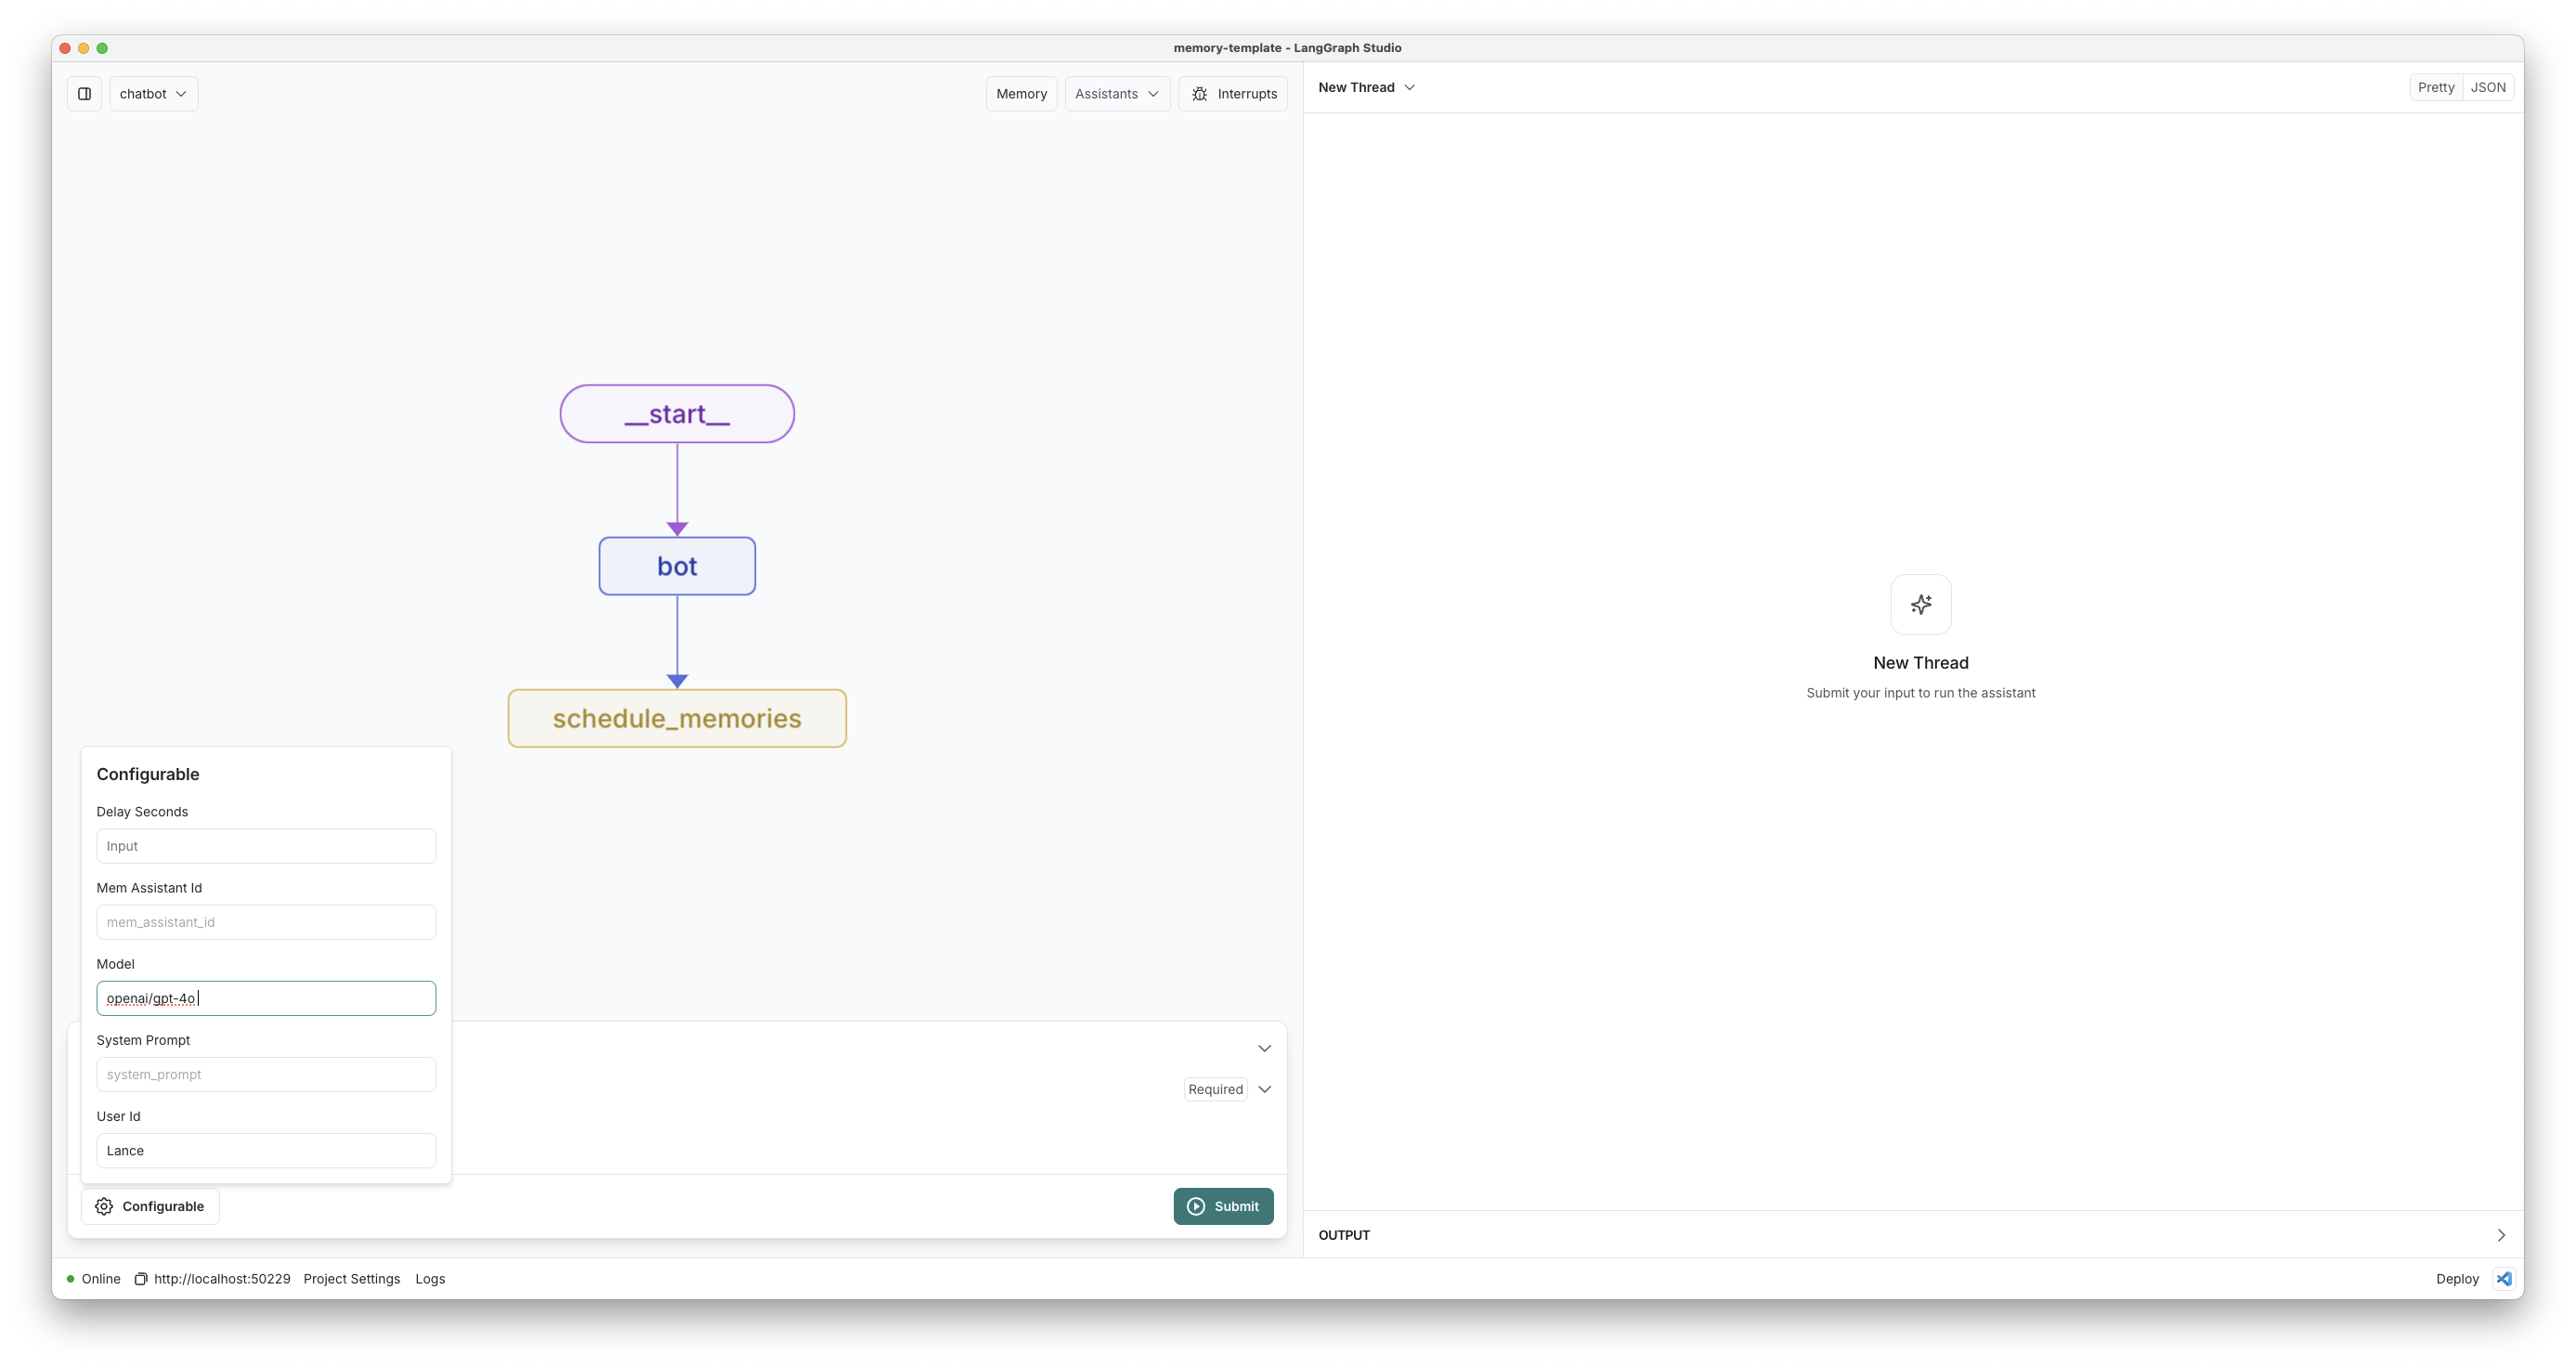 memory-template - LangGraph Studio
chatbot
Memory
Assistants
Interrupts
New Thread
Pretty
JSON
__start__
bot
schedule_memories
New Thread
Submit your input to run the assistant
Configurable
Delay Seconds
Input
Mem Assistant Id
mem_assistant_id
Model
openai/gpt-4o
System Prompt
system_prompt
Required
User Id
Lance
Configurable
Submit
OUTPUT
Online
http://localhost:50229
Project Settings
Logs
Deploy